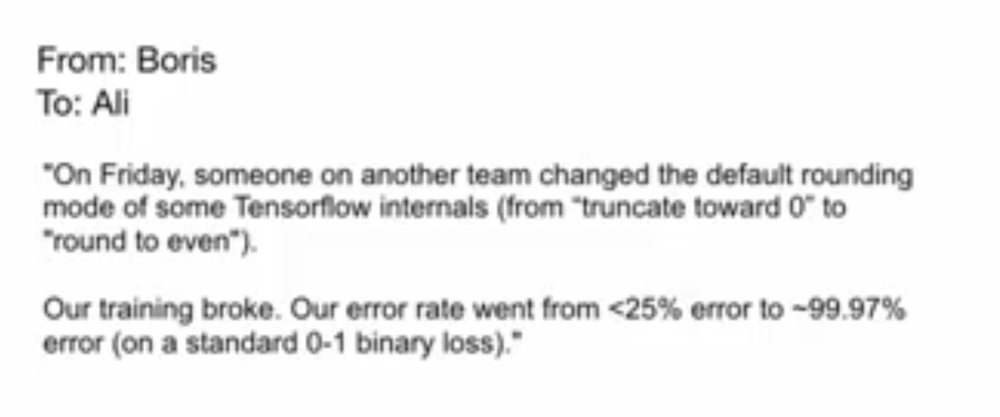 From: Boris
To: Ali
"On Friday, someone on another team changed the default rounding
mode of some Tensorflow internals (from "truncate toward 0" to
"round to even").
Our training broke. Our error rate went from <25% error to ~99.97%
error (on a standard 0-1 binary loss)."